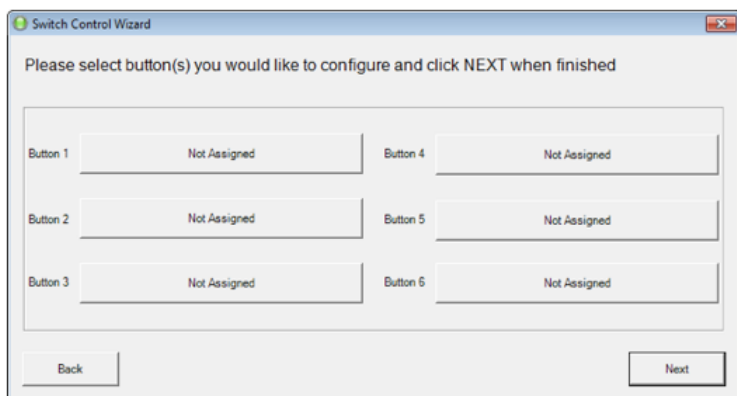 Switch Control Wizard
Please select button(s) you would like to configure and click NEXT when finished
Button 1 Not Assigned Button 4 Not Assigned
Button 2 Not Assigned Button 5 Not Assigned
Button 3 Not Assigned Button 6 Not Assigned
Back Next